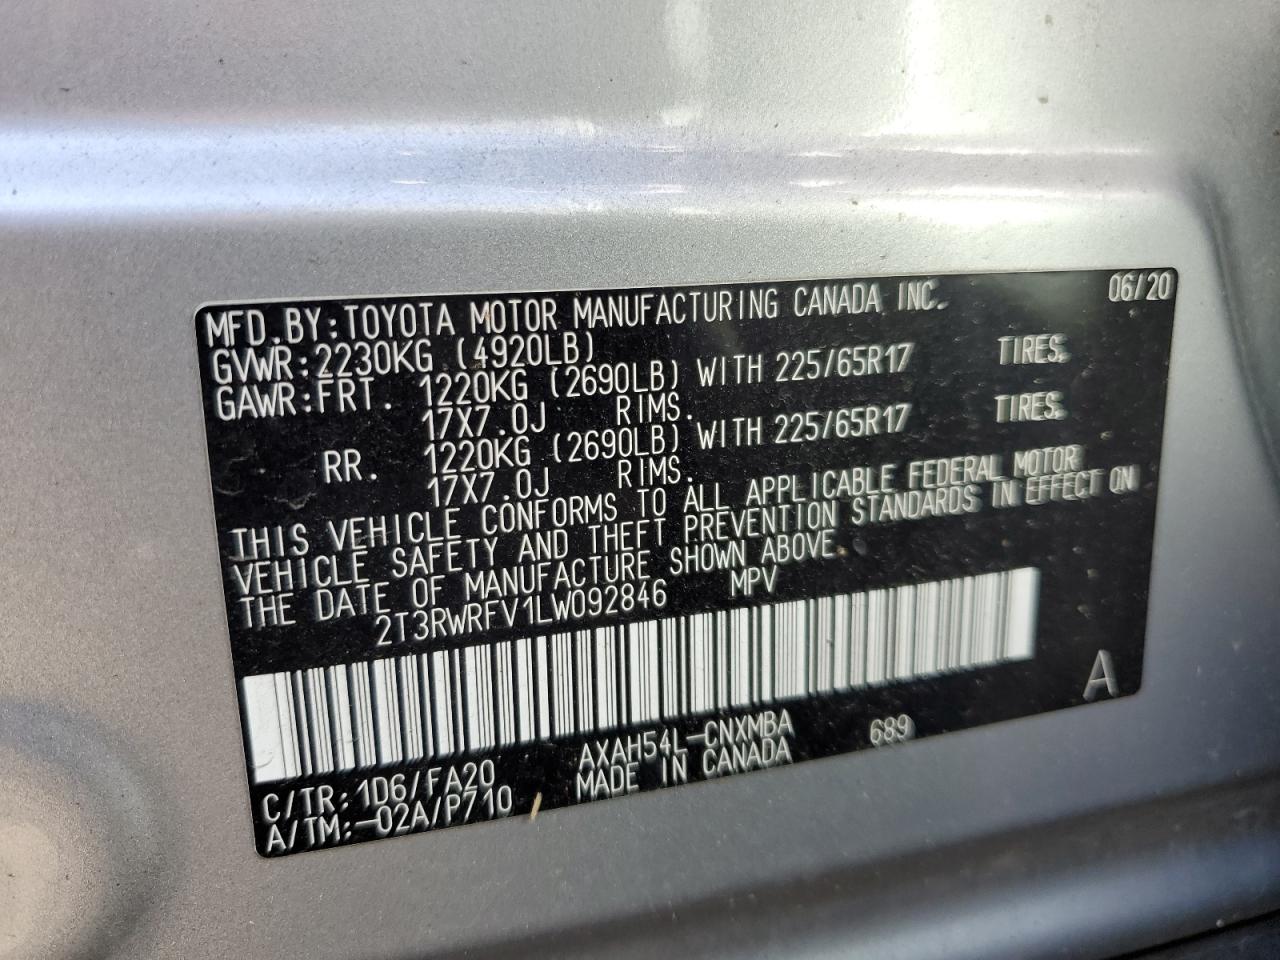 06/20
MFD.BY:TOYOTA MOTOR MANUFACTURING CANADA INC.
GVWR:2230KG (4920LB)
GAWR:FRT. 1220KG (2690LB) WITH 225/65R17 TIRES.
17X7.0J RIMS.
RR. 1220KG (2690LB) WITH 225/65R17 TIRES.
17X7.0J RIMS.
THIS VEHICLE CONFORMS TO ALL APPLICABLE FEDERAL MOTOR
VEHICLE SAFETY AND THEFT PREVENTION STANDARDS IN EFFECT ON
THE DATE OF MANUFACTURE SHOWN ABOVE.
2T3RWRFV1LW092846 MPV
A
C/TR:1D6/FA20 AXAH54L-CNXMBA 689
A/TM:-02A/P710 MADE IN CANADA